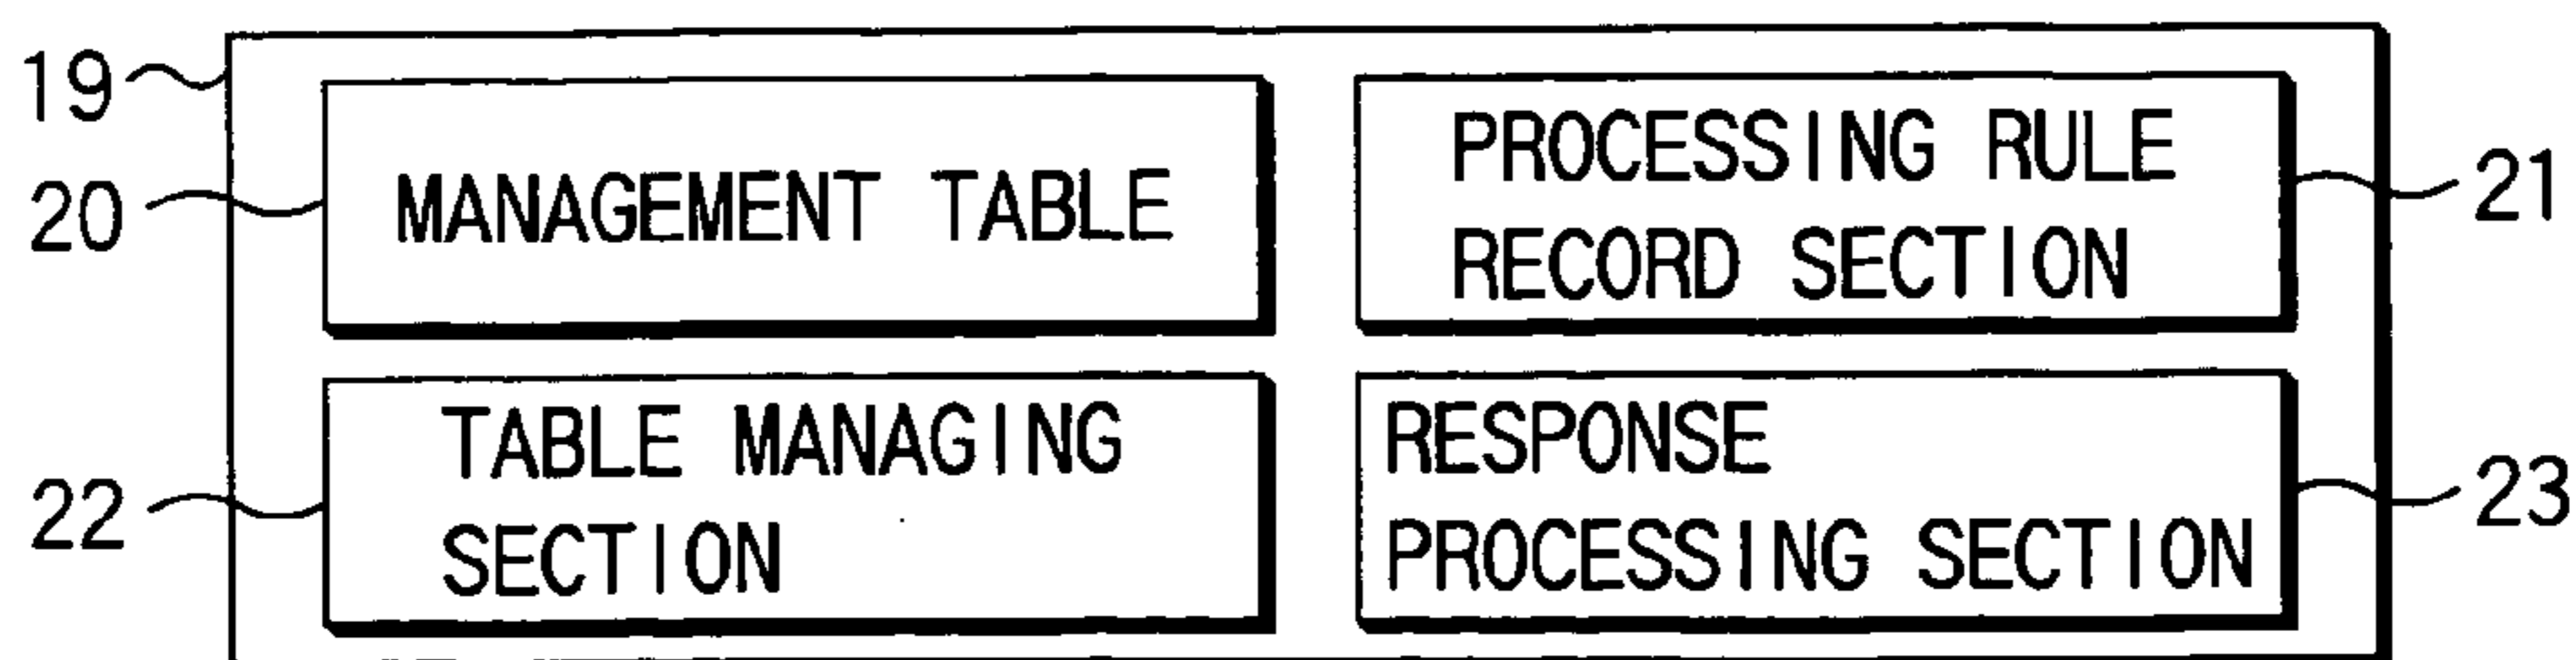 19
20
MANAGEMENT TABLE
PROCESSING RULE
RECORD SECTION
21
22
TABLE MANAGING
SECTION
RESPONSE
PROCESSING SECTION
23